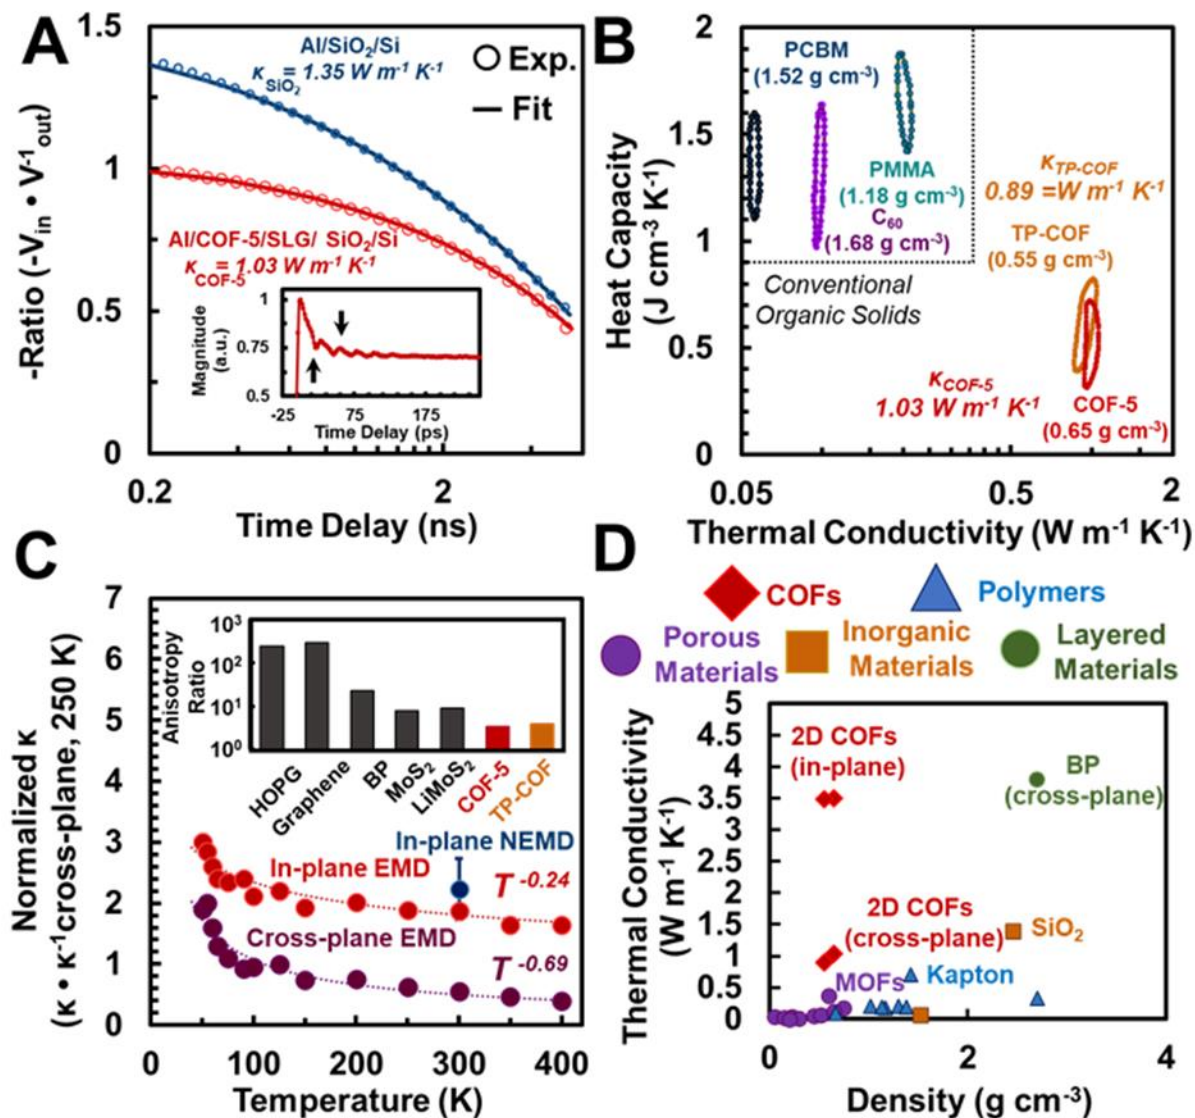 A
1.5
1
0.5
0
-Ratio (-V_in • V^-1_out)
Al/SiO₂/Si
κ_SiO₂ = 1.35 W m⁻¹ K⁻¹
Exp.
Fit
Al/COF-5/SLG/ SiO₂/Si
κ_COF-5 = 1.03 W m⁻¹ K⁻¹
Magnitude
(a.u.)
1
0.75
0.5
-25
75
175
Time Delay (ps)
0.2
2
Time Delay (ns)
B
2
1.5
1
0.5
0
Heat Capacity
(J cm⁻³ K⁻¹)
PCBM
(1.52 g cm⁻³)
PMMA
(1.18 g cm⁻³)
C₆₀
(1.68 g cm⁻³)
Conventional
Organic Solids
κ_TP-COF
0.89 =W m⁻¹ K⁻¹
TP-COF
(0.55 g cm⁻³)
κ_COF-5
1.03 W m⁻¹ K⁻¹
COF-5
(0.65 g cm⁻³)
0.05
0.5
2
Thermal Conductivity (W m⁻¹ K⁻¹)
C
7
6
5
4
3
2
1
0
Normalized κ
(κ • κ⁻¹cross-plane, 250 K)
Anisotropy
Ratio
10³
10²
10¹
10⁰
HOPG
Graphene
BP
MoS₂
LiMoS₂
COF-5
TP-COF
In-plane NEMD
In-plane EMD
T ⁻⁰·²⁴
Cross-plane EMD
T ⁻⁰·⁶⁹
0
100
200
300
400
Temperature (K)
D
COFs
Polymers
Porous
Materials
Inorganic
Materials
Layered
Materials
5
4.5
4
3.5
3
2.5
2
1.5
1
0.5
0
Thermal Conductivity
(W m⁻¹ K⁻¹)
2D COFs
(in-plane)
BP
(cross-plane)
2D COFs
(cross-plane)
SiO₂
MOFs
Kapton
0
2
4
Density (g cm⁻³)